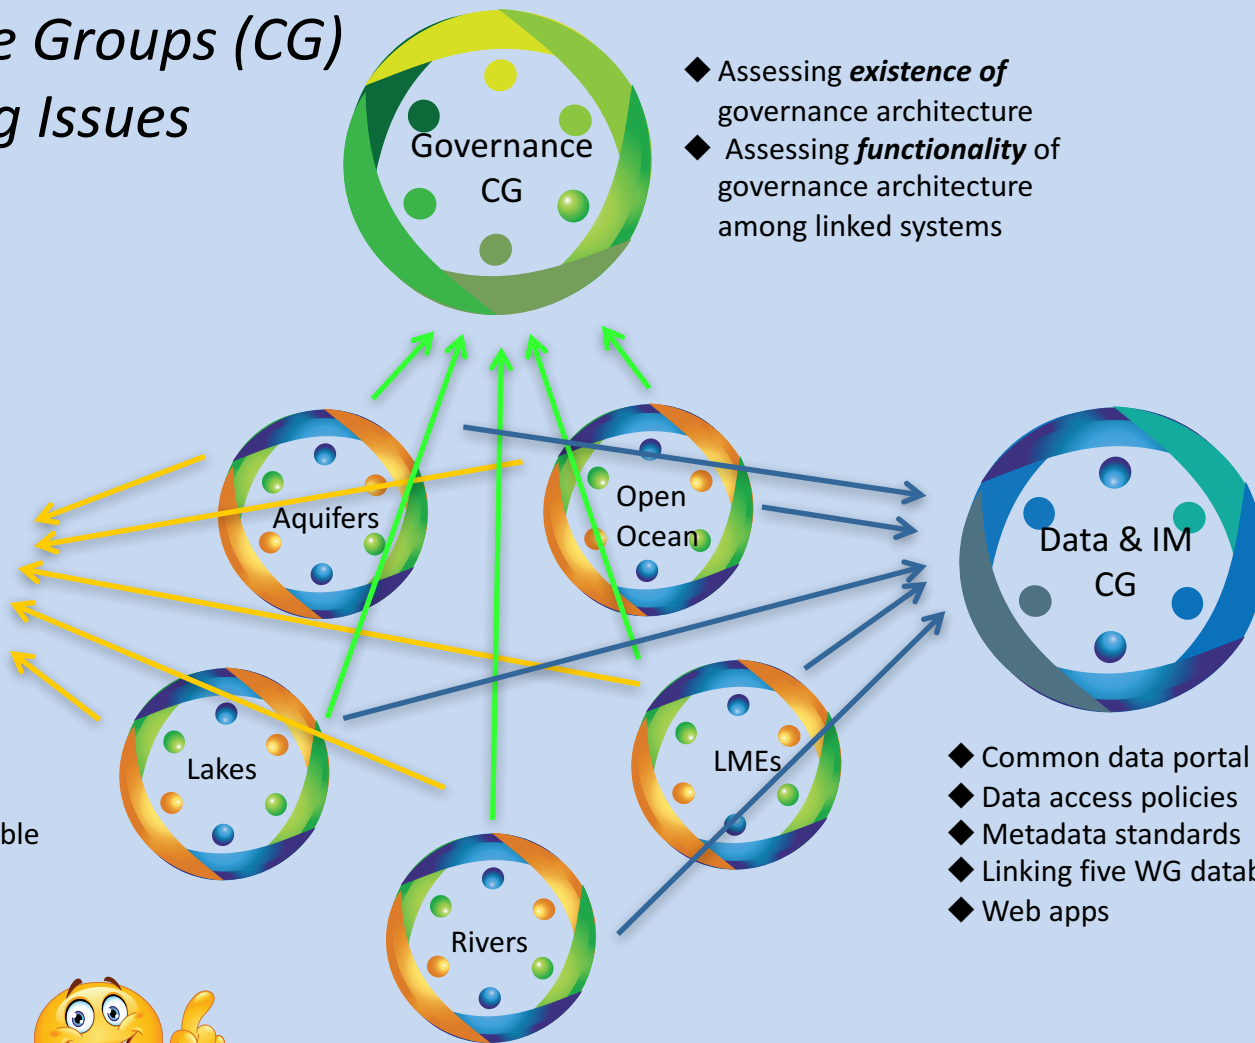 e Groups (CG)
g Issues
◆ Assessing existence of
governance architecture
◆ Assessing functionality of
governance architecture
among linked systems
Governance
CG
Aquifers
Open
Ocean
Data & IM
CG
Lakes
LMEs
Rivers
ble
◆ Common data portal
◆ Data access policies
◆ Metadata standards
◆ Linking five WG datab
◆ Web apps